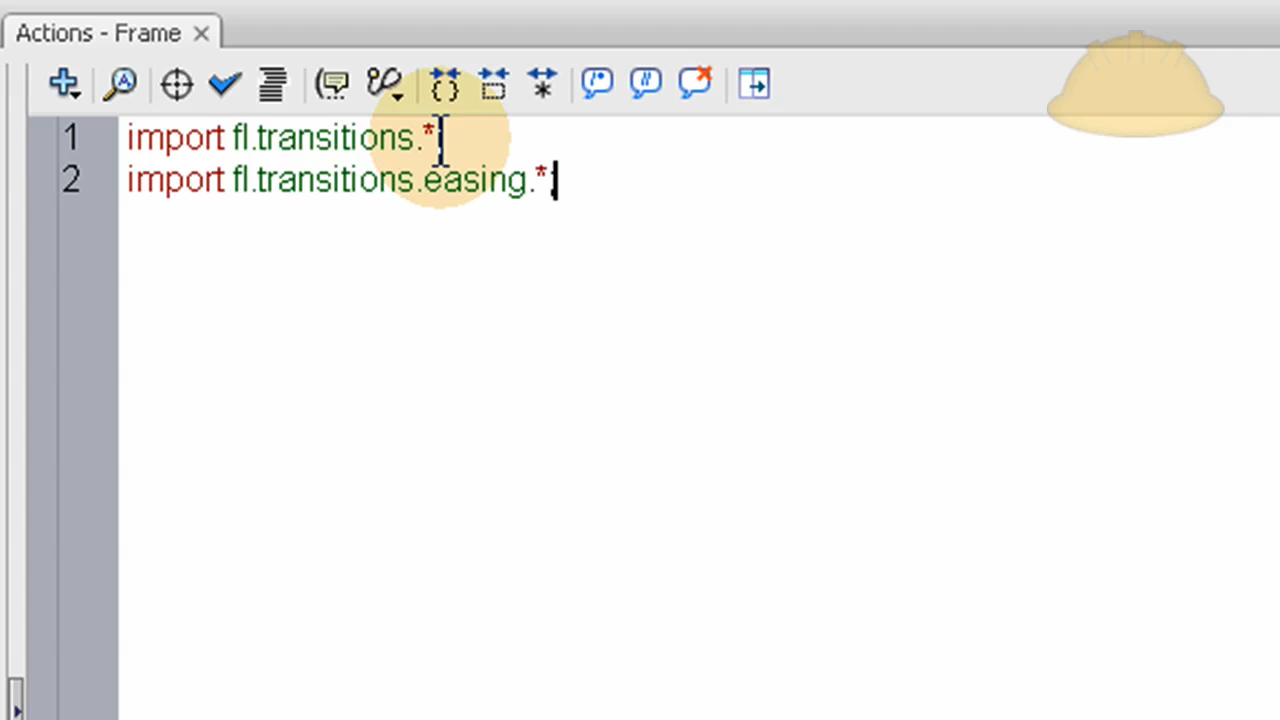 Actions - Frame
1 import fl.transitions.*;
2 import fl.transitions.easing.*;